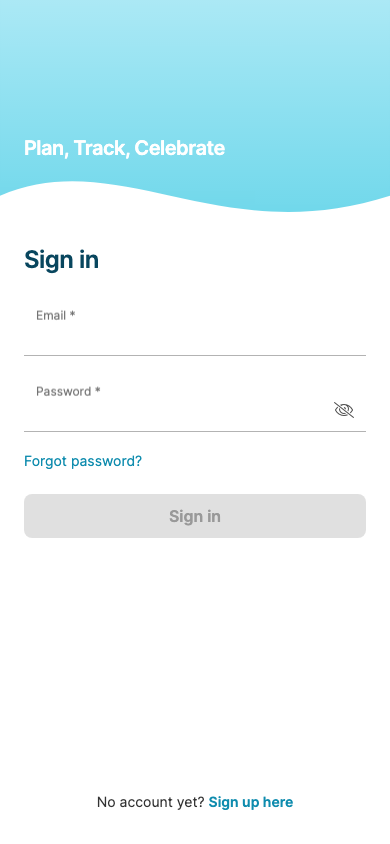 Plan, Track, Celebrate
Sign in
Email *
Password *
Forgot password?
Sign in
No account yet? Sign up here